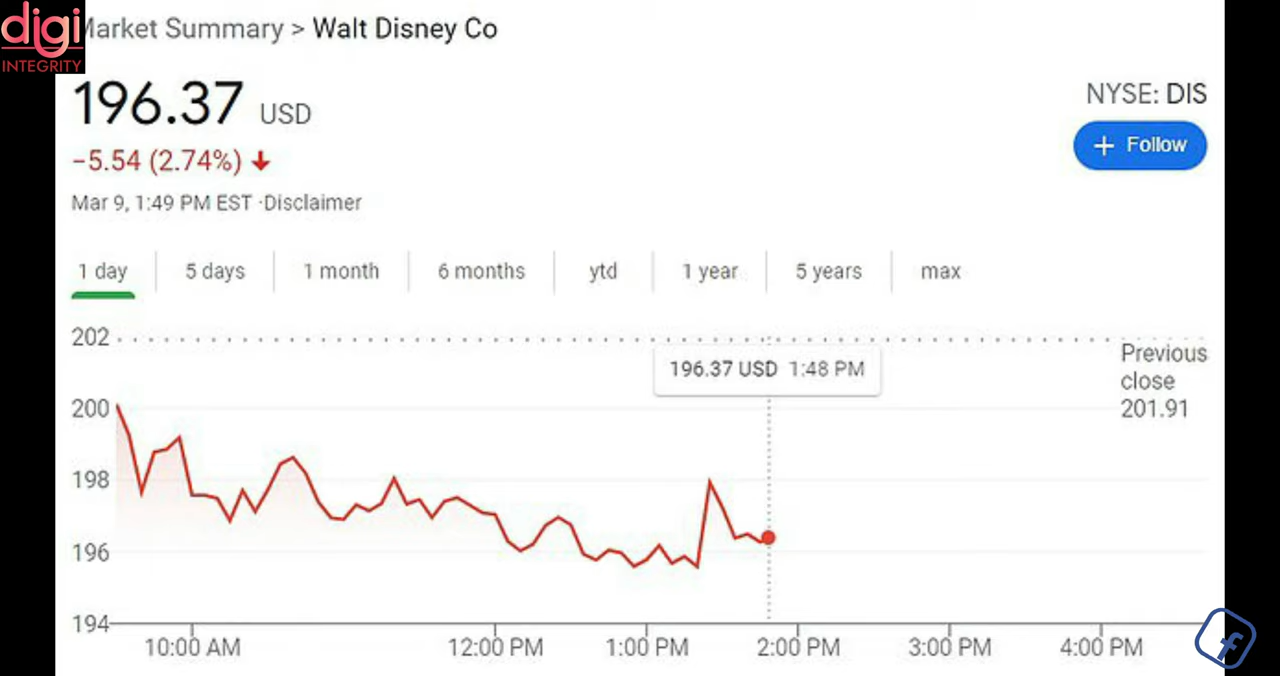 digi
INTEGRITY
Market Summary > Walt Disney Co
196.37 USD
NYSE: DIS
+ Follow
−5.54 (2.74%) ↓
Mar 9, 1:49 PM EST ·Disclaimer
1 day 5 days 1 month 6 months ytd 1 year 5 years max
202
196.37 USD 1:48 PM
Previous
close
201.91
200
198
196
194
10:00 AM 12:00 PM 1:00 PM 2:00 PM 3:00 PM 4:00 PM
f